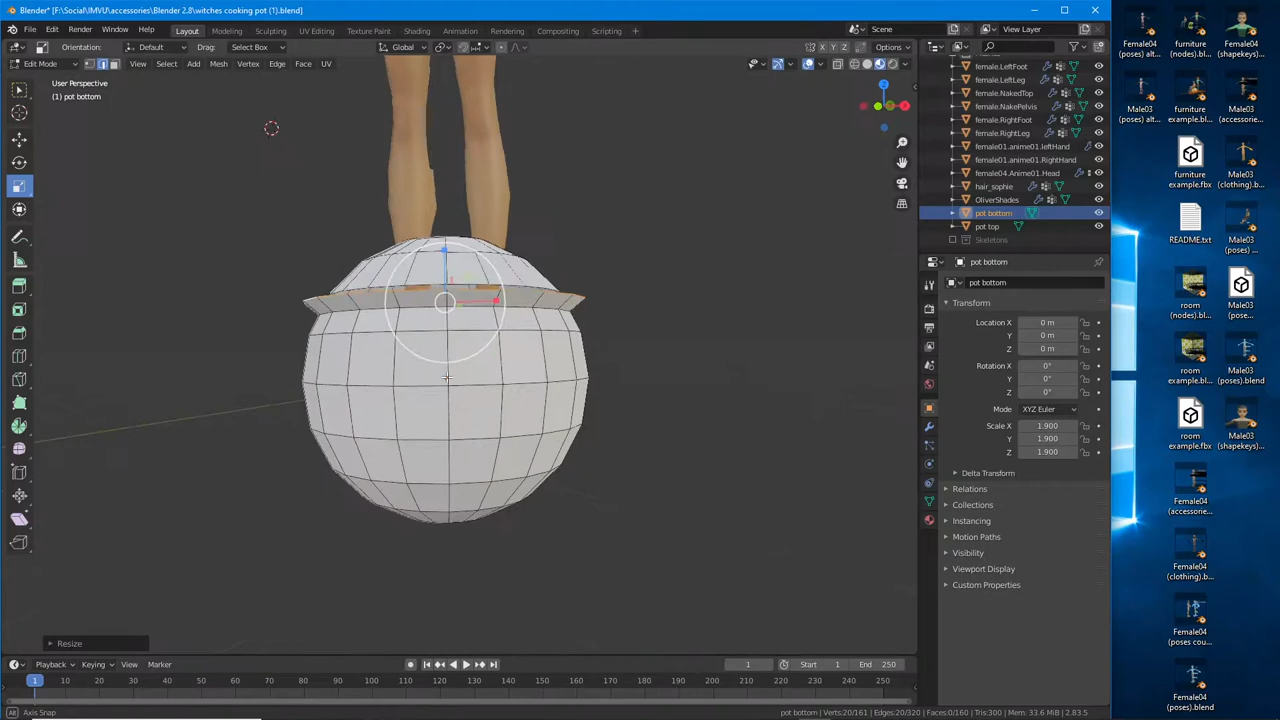 Blender* [F:\Social\IMVU\accessories\Blender 2.8\witches cooking pot (1).blend]
File Edit Render Window Help Layout Modeling Sculpting UV Editing Texture Paint Shading Animation Rendering Compositing Scripting + Scene View Layer
Orientation: Default Drag: Select Box Global X Y Z Options
Edit Mode View Select Add Mesh Vertex Edge Face UV
User Perspective
(1) pot bottom
female.LeftFoot
female.LeftLeg
female.NakedTop
female.NakePelvis
female.RightFoot
female.RightLeg
female01.anime01.leftHand
female01.anime01.RightHand
female04.Anime01.Head
hair_sophie
OliverShades
pot bottom
pot top
Skeletons
pot bottom
pot bottom
Transform
Location X 0 m
Y 0 m
Z 0 m
Rotation X 0°
Y 0°
Z 0°
Mode XYZ Euler
Scale X 1.900
Y 1.900
Z 1.900
Delta Transform
Relations
Collections
Instancing
Motion Paths
Visibility
Viewport Display
Custom Properties
Resize
Playback Keying View Marker 1 Start 1 End 250
1 10 20 30 40 50 60 70 80 90 100 110 120 130 140 150 160 170 180 190 200 210 220 230 240 250
Axis Snap
pot bottom | Verts:20/161 | Edges:20/320 | Faces:0/160 | Tris:300 | Mem: 33.6 MiB | 2.83.5
Female04
(poses) alt...
furniture
(nodes).bl...
Female04
(shapekeys)
Male03
(poses) alt...
furniture
example.bl...
Male03
(accessorie...
furniture
example.fbx
Male03
(clothing).b...
README.txt
Male03
(poses ...
room
(nodes).bl...
Male03
(poses ...
room
example.bl...
Male03
(poses).blend
room
example.fbx
Male03
(shapekeys)
Female04
(accessorie...
Female04
(clothing).b...
Female04
(poses cou...
Female04
(poses).blend